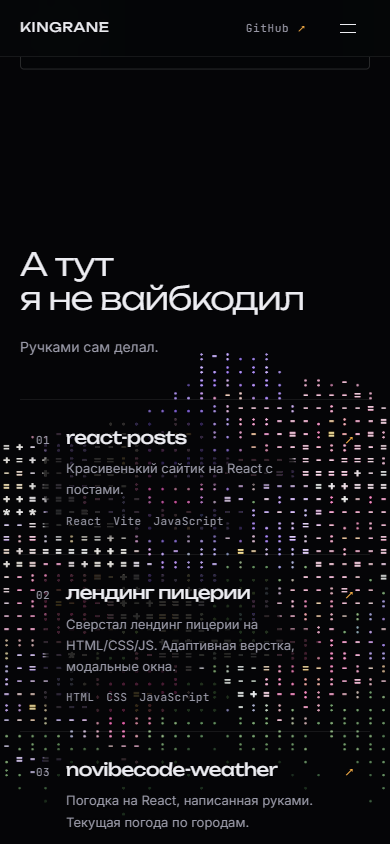 KINGRANE
GitHub ↗
А тут
я не вайбкодил
Ручками сам делал.
01 react-posts ↗
Красивенький сайтик на React с
постами.
React Vite JavaScript
02 лендинг пиццерии ↗
Сверстал лендинг пиццерии на
HTML/CSS/JS. Адаптивная верстка,
модальные окна.
HTML CSS JavaScript
03 novibecode-weather ↗
Погодка на React, написанная руками.
Текущая погода по городам.